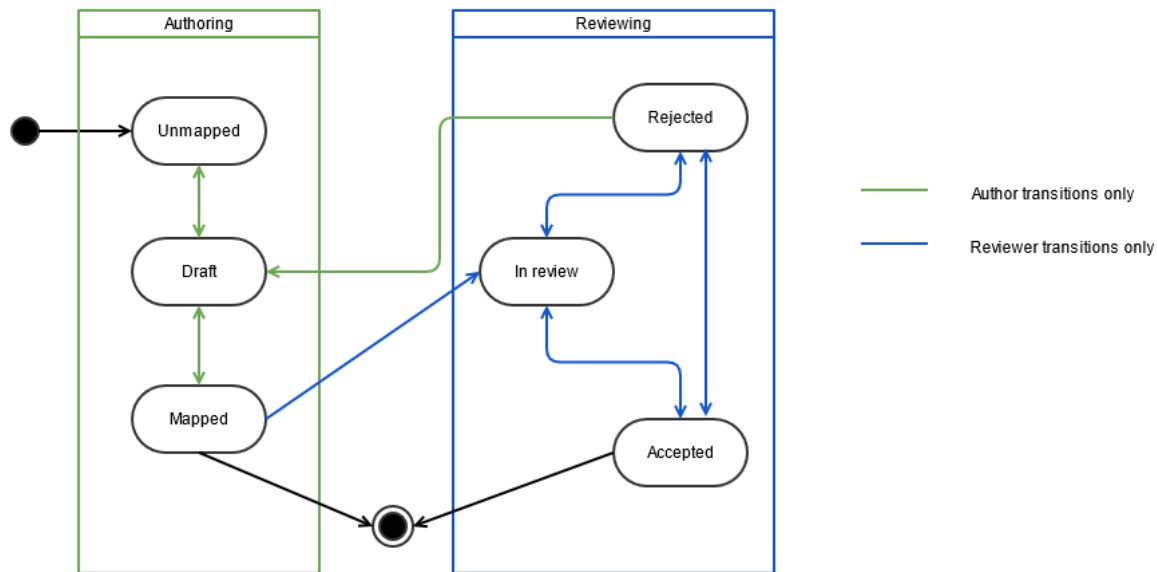 Authoring
Reviewing
Unmapped
Rejected
Author transitions only
Draft
In review
Reviewer transitions only
Mapped
Accepted